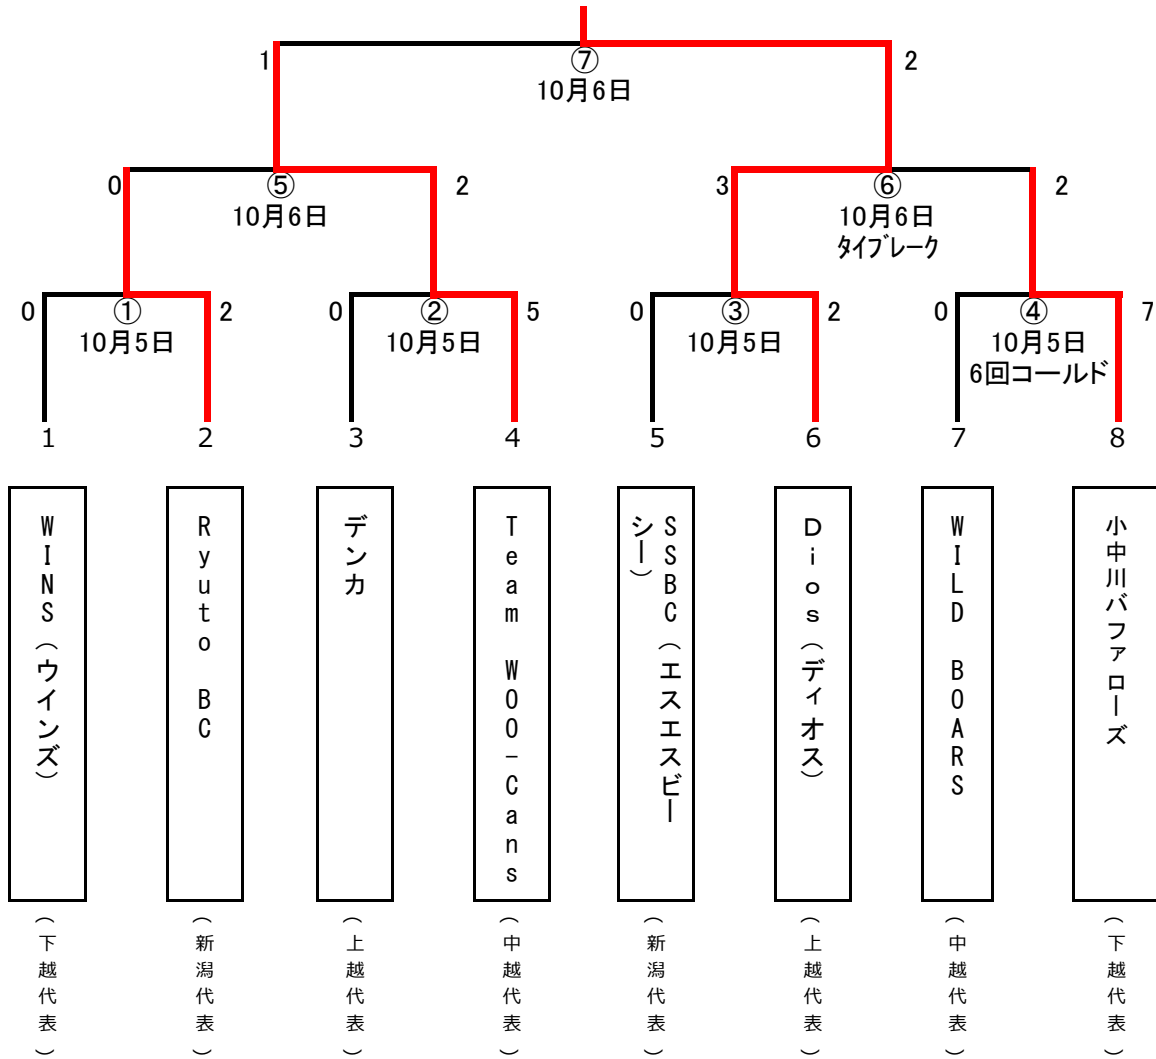 1 ⑦ 2
10月6日
0 ⑤ 2
10月6日
3 ⑥ 2
10月6日
タイブレーク
0 ① 2
10月5日
0 ② 5
10月5日
0 ③ 2
10月5日
0 ④ 7
10月5日
6回コールド
1 2 3 4 5 6 7 8
WINS(ウインズ)
Ryuto BC
デンカ
Team WOO-Cans
SSBC(エスエスビー
シー)
Dios(ディオス)
WILD BOARS
小中川バファローズ
(下越代表)
(新潟代表)
(上越代表)
(中越代表)
(新潟代表)
(上越代表)
(中越代表)
(下越代表)